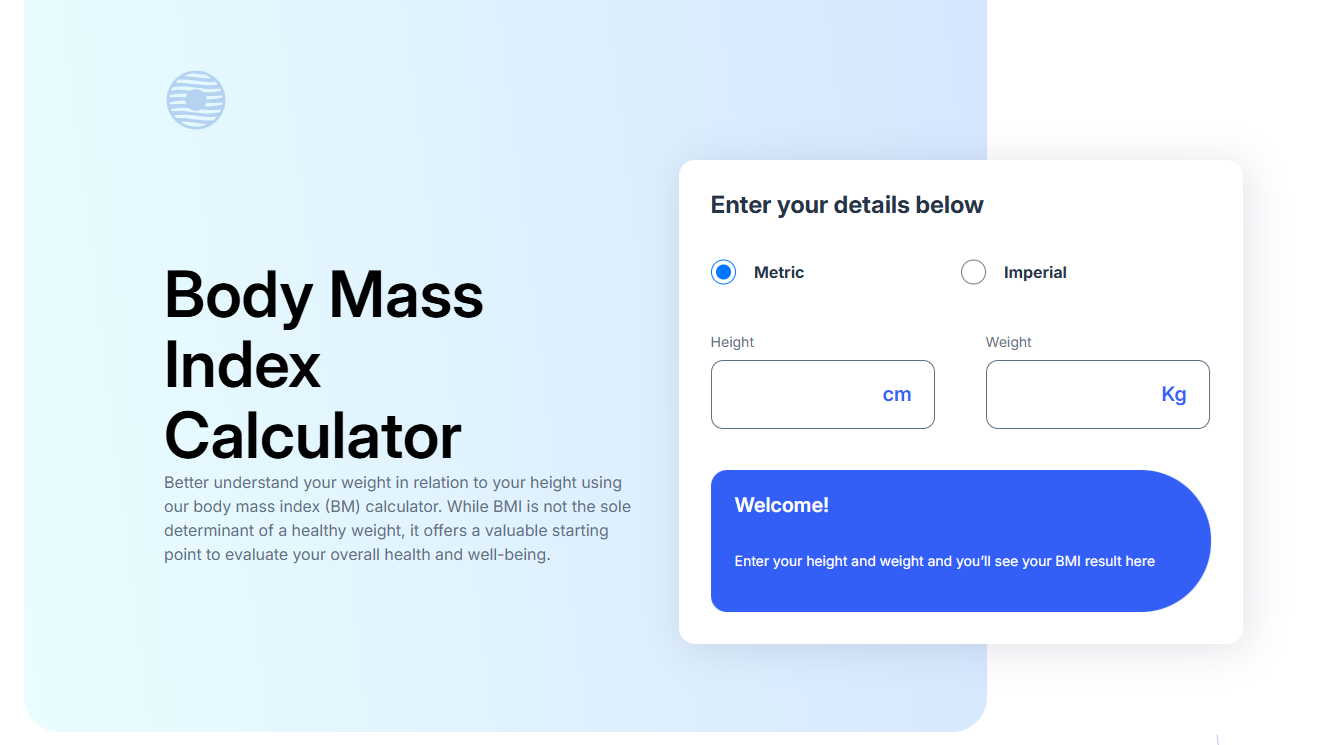 Body Mass
Index
Calculator
Better understand your weight in relation to your height using
our body mass index (BM) calculator. While BMI is not the sole
determinant of a healthy weight, it offers a valuable starting
point to evaluate your overall health and well-being.
Enter your details below
Metric Imperial
Height Weight
cm Kg
Welcome!
Enter your height and weight and you’ll see your BMI result here